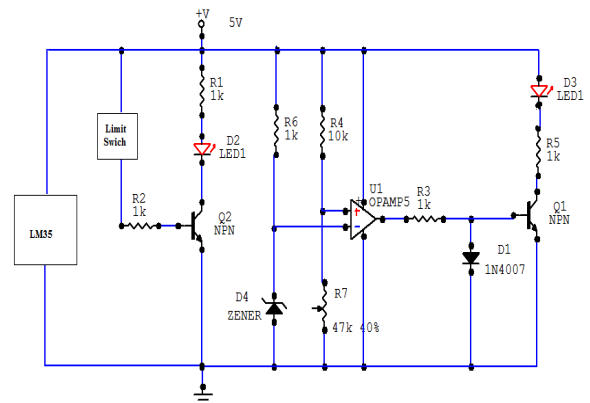 +V
5V
R1
1k
D2
LED1
R6
1k
R4
10k
D3
LED1
R5
1k
Limit
Swich
R2
1k
Q2
NPN
U1
OPAMP5
+
-
R3
1k
Q1
NPN
LM35
D1
1N4007
D4
ZENER
R7
47k 40%